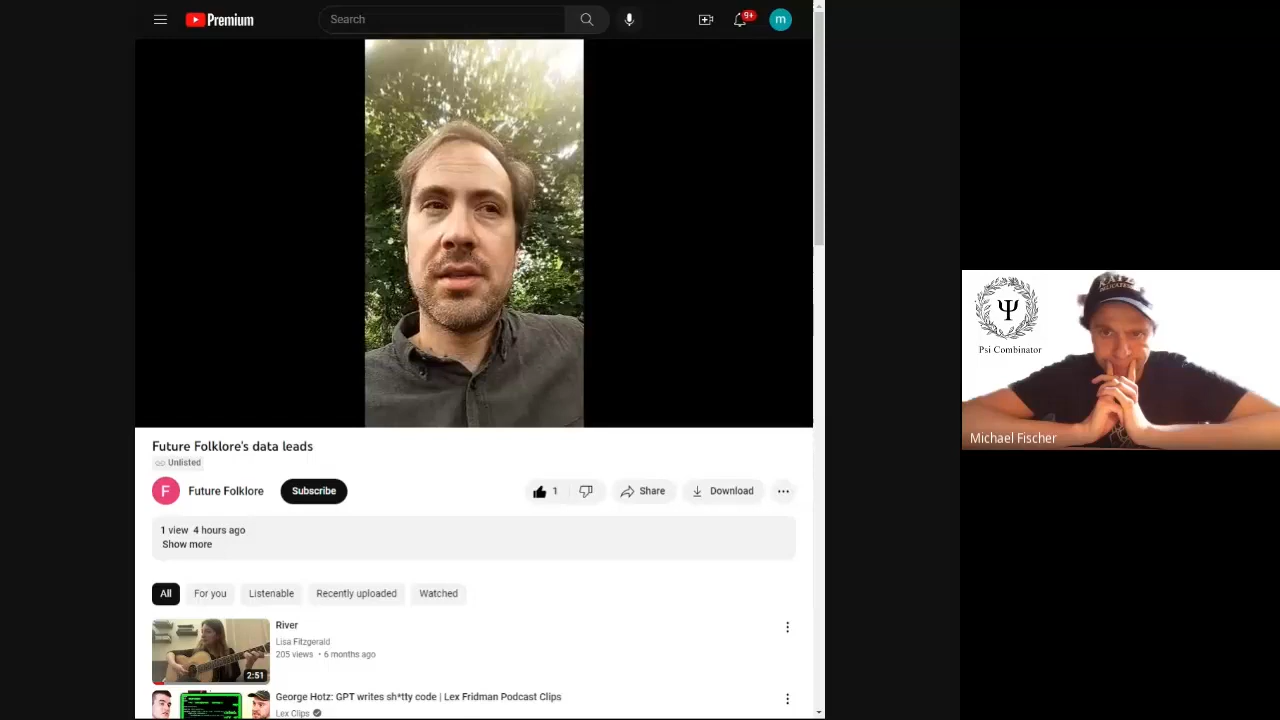 Premium
Search
9+
m
Future Folklore's data leads
Unlisted
F
Future Folklore
Subscribe
1
Share
Download
1 view 4 hours ago
Show more
All
For you
Listenable
Recently uploaded
Watched
River
Lisa Fitzgerald
205 views • 6 months ago
2:51
George Hotz: GPT writes sh*tty code | Lex Fridman Podcast Clips
Lex Clips
Ψ
Psi Combinator
Michael Fischer